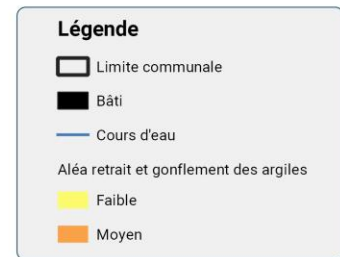 Légende
Limite communale
Bâti
Cours d'eau
Aléa retrait et gonflement des argiles
Faible
Moyen